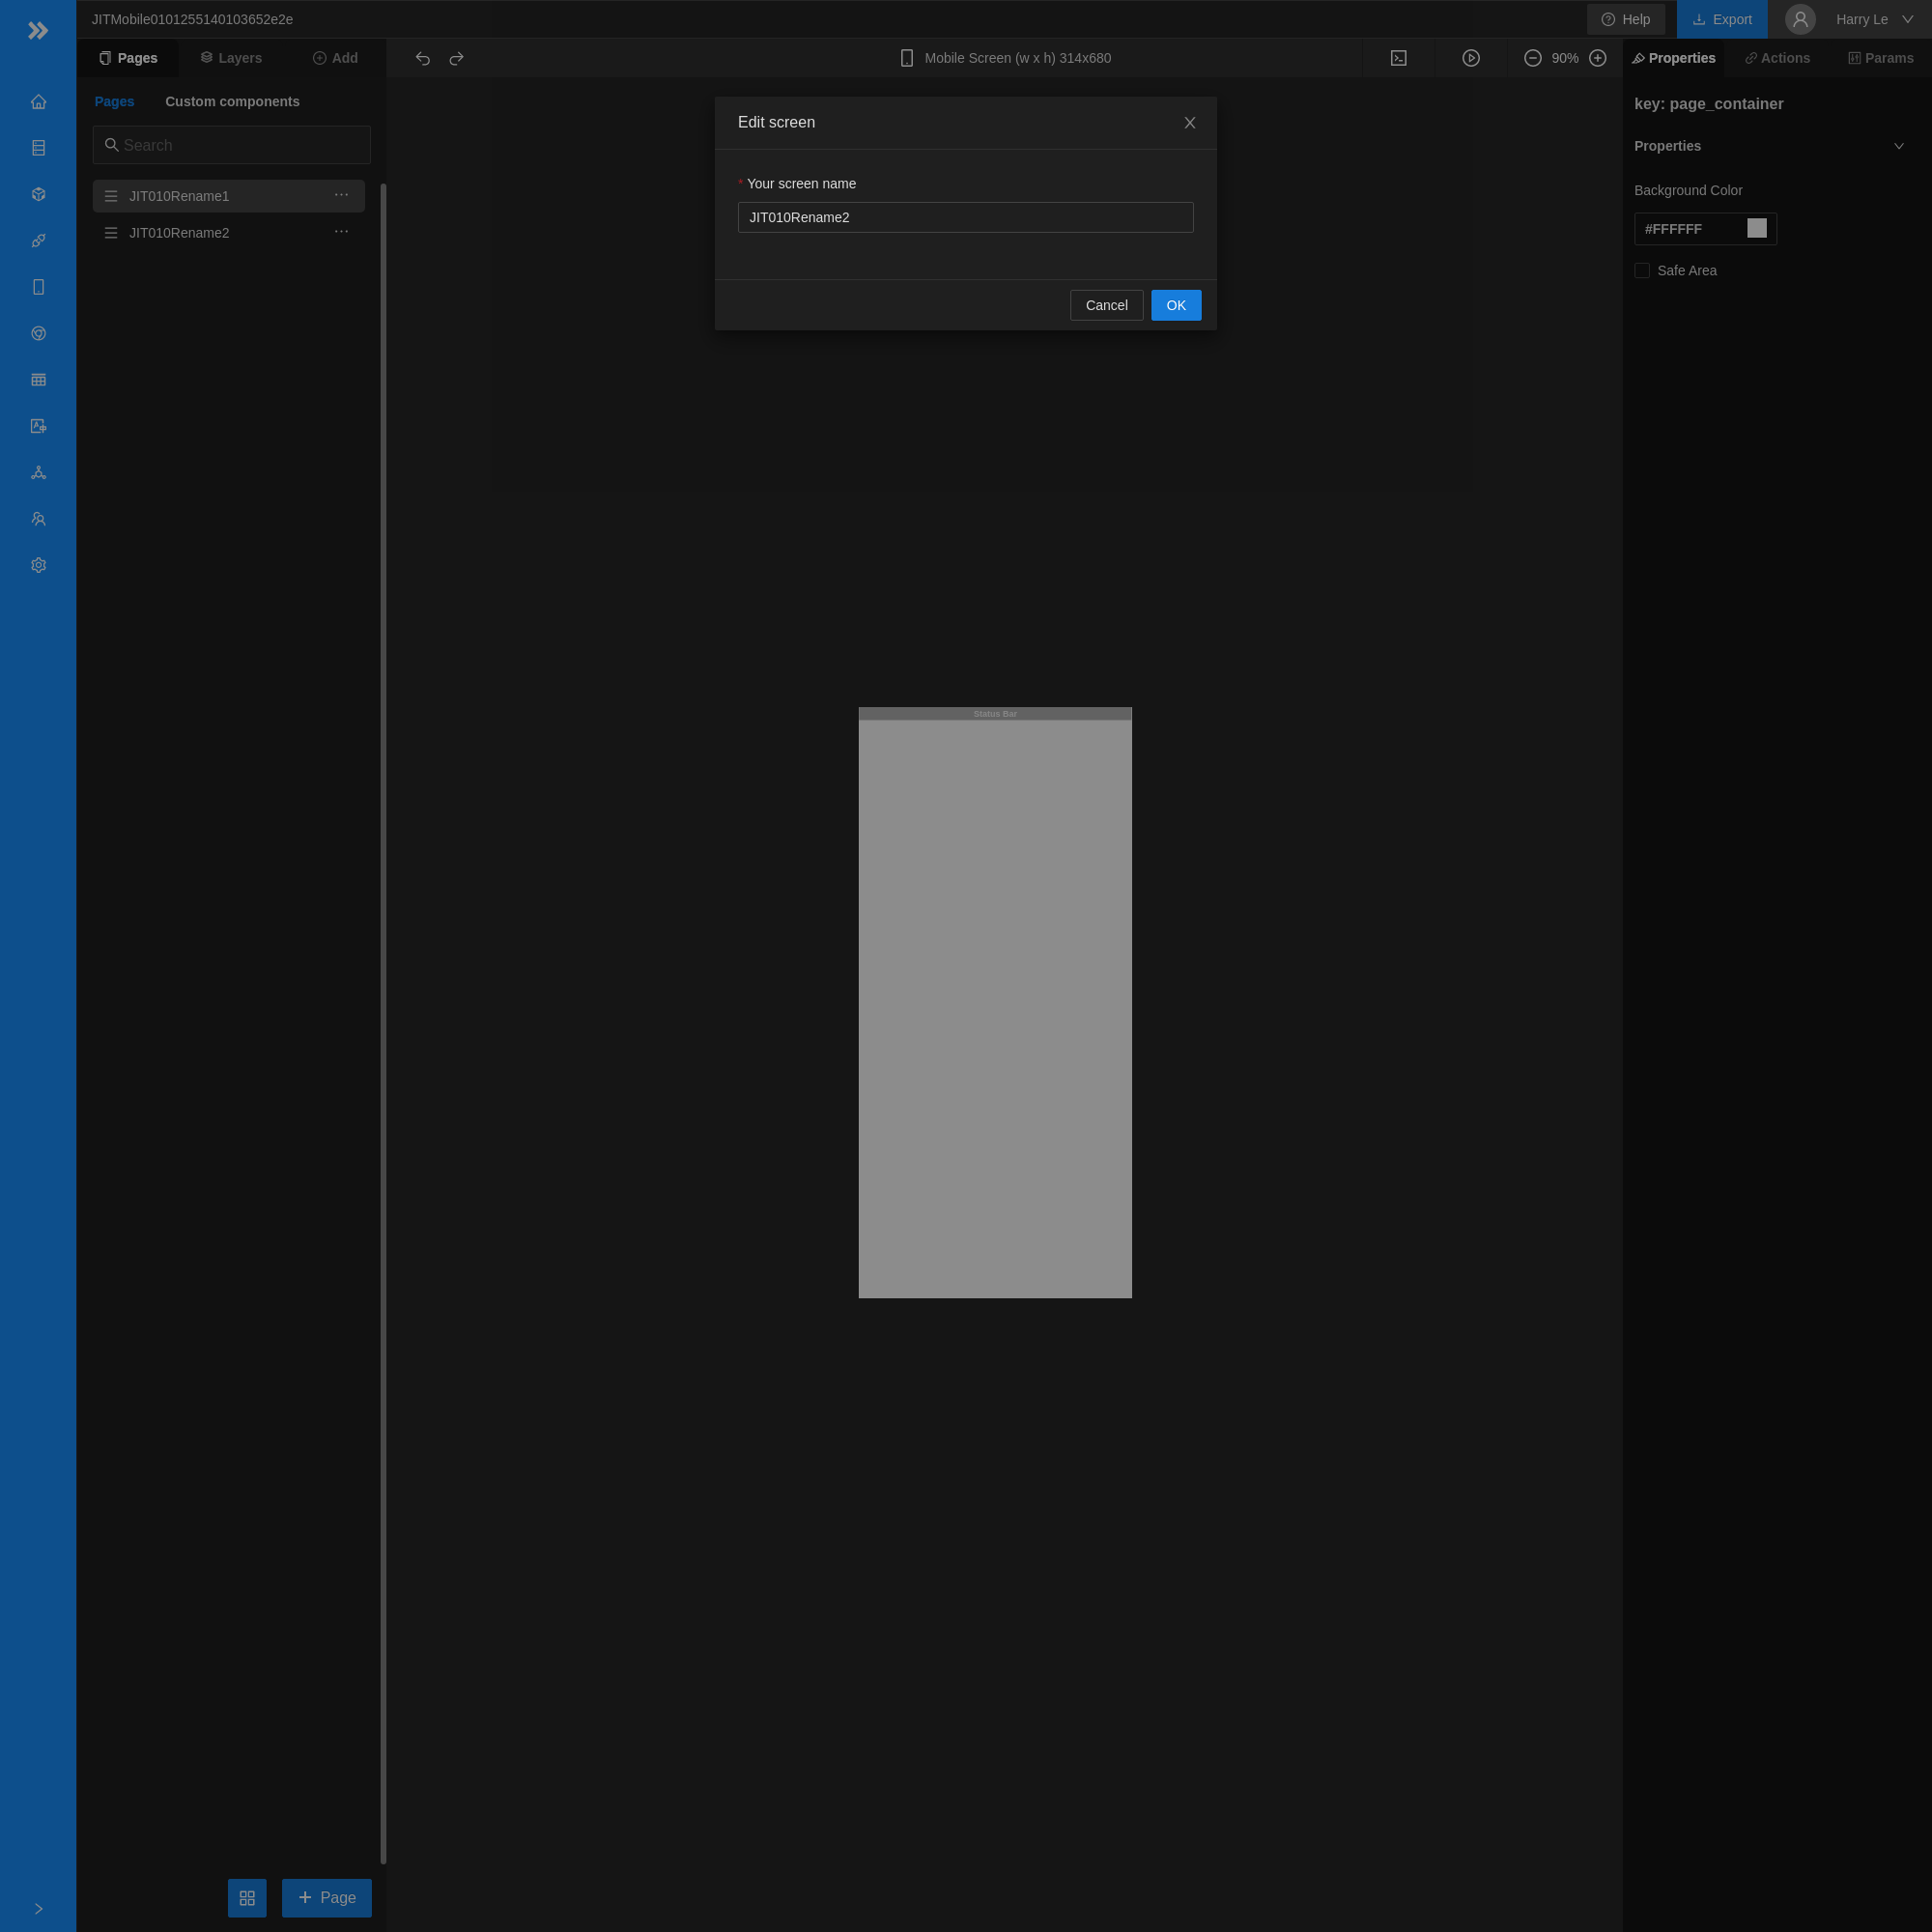 JITMobile0101255140103652e2e
Help
Export
Harry Le
Pages
Layers
Add
Mobile Screen (w x h) 314x680
90%
Properties
Actions
Params
Pages
Custom components
Search
JIT010Rename1
JIT010Rename2
Edit screen
* Your screen name
JIT010Rename2
Cancel
OK
key: page_container
Properties
Background Color
#FFFFFF
Safe Area
Status Bar
Page